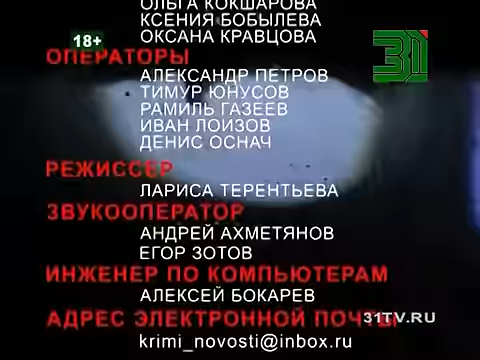 ОЛЬГА КОКШАРОВА
КСЕНИЯ БОБЫЛЕВА
ОКСАНА КРАВЦОВА
18+
31
ОПЕРАТОРЫ
АЛЕКСАНДР ПЕТРОВ
ТИМУР ЮНУСОВ
РАМИЛЬ ГАЗЕЕВ
ИВАН ЛОИЗОВ
ДЕНИС ОСНАЧ
РЕЖИССЕР
ЛАРИСА ТЕРЕНТЬЕВА
ЗВУКООПЕРАТОР
АНДРЕЙ АХМЕТЯНОВ
ЕГОР ЗОТОВ
ИНЖЕНЕР ПО КОМПЬЮТЕРАМ
АЛЕКСЕЙ БОКАРЕВ
АДРЕС ЭЛЕКТРОННОЙ ПОЧТЫ
31TV.RU
krimi_novosti@inbox.ru